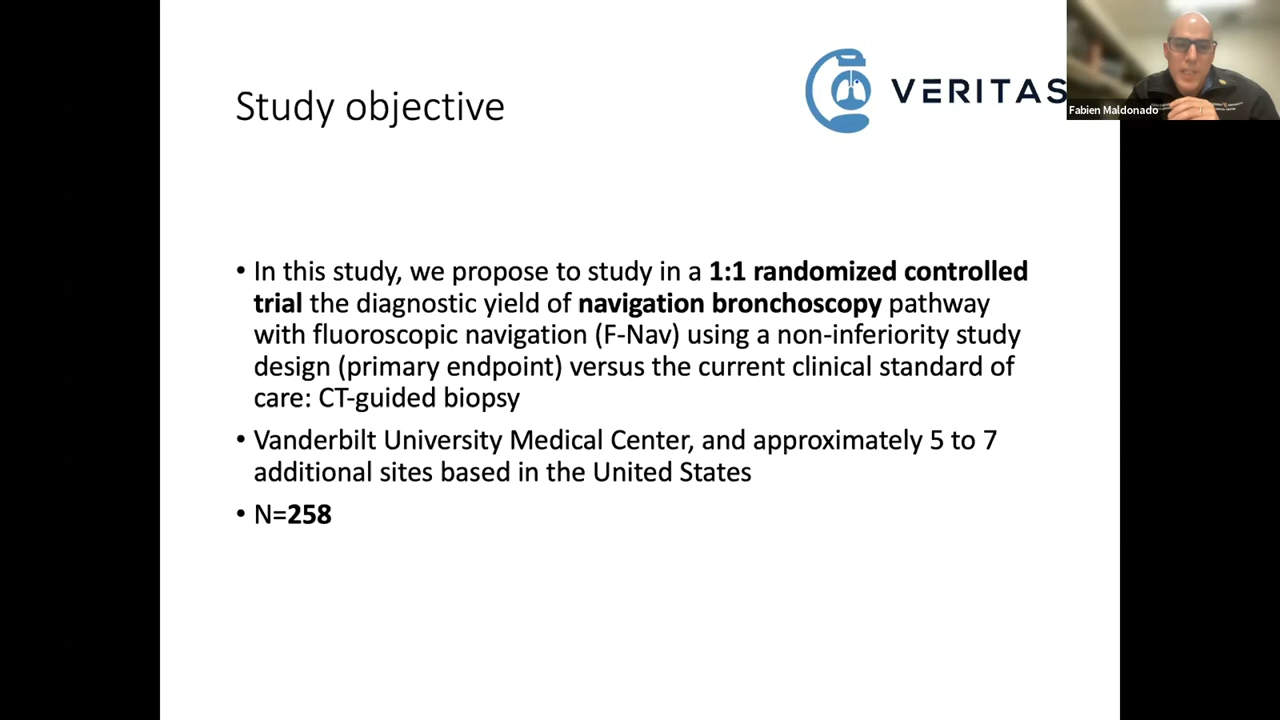 Study objective
VERITAS
Fabien Maldonado
• In this study, we propose to study in a 1:1 randomized controlled
trial the diagnostic yield of navigation bronchoscopy pathway
with fluoroscopic navigation (F-Nav) using a non-inferiority study
design (primary endpoint) versus the current clinical standard of
care: CT-guided biopsy
• Vanderbilt University Medical Center, and approximately 5 to 7
additional sites based in the United States
• N=258